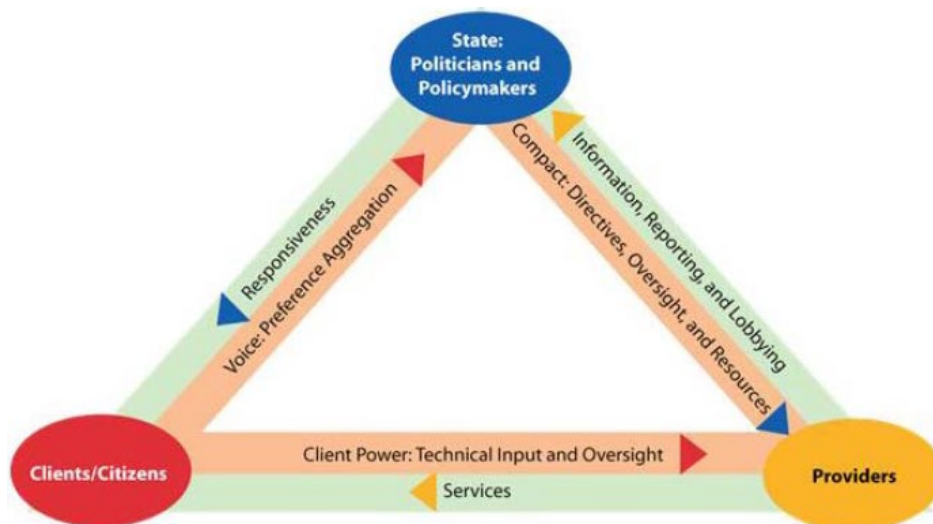 State:
Politicians and
Policymakers
Responsiveness
Voice: Preference Aggregation
Compact: Directives, Oversight, and Resources
Information, Reporting, and Lobbying
Clients/Citizens
Client Power: Technical Input and Oversight
Services
Providers